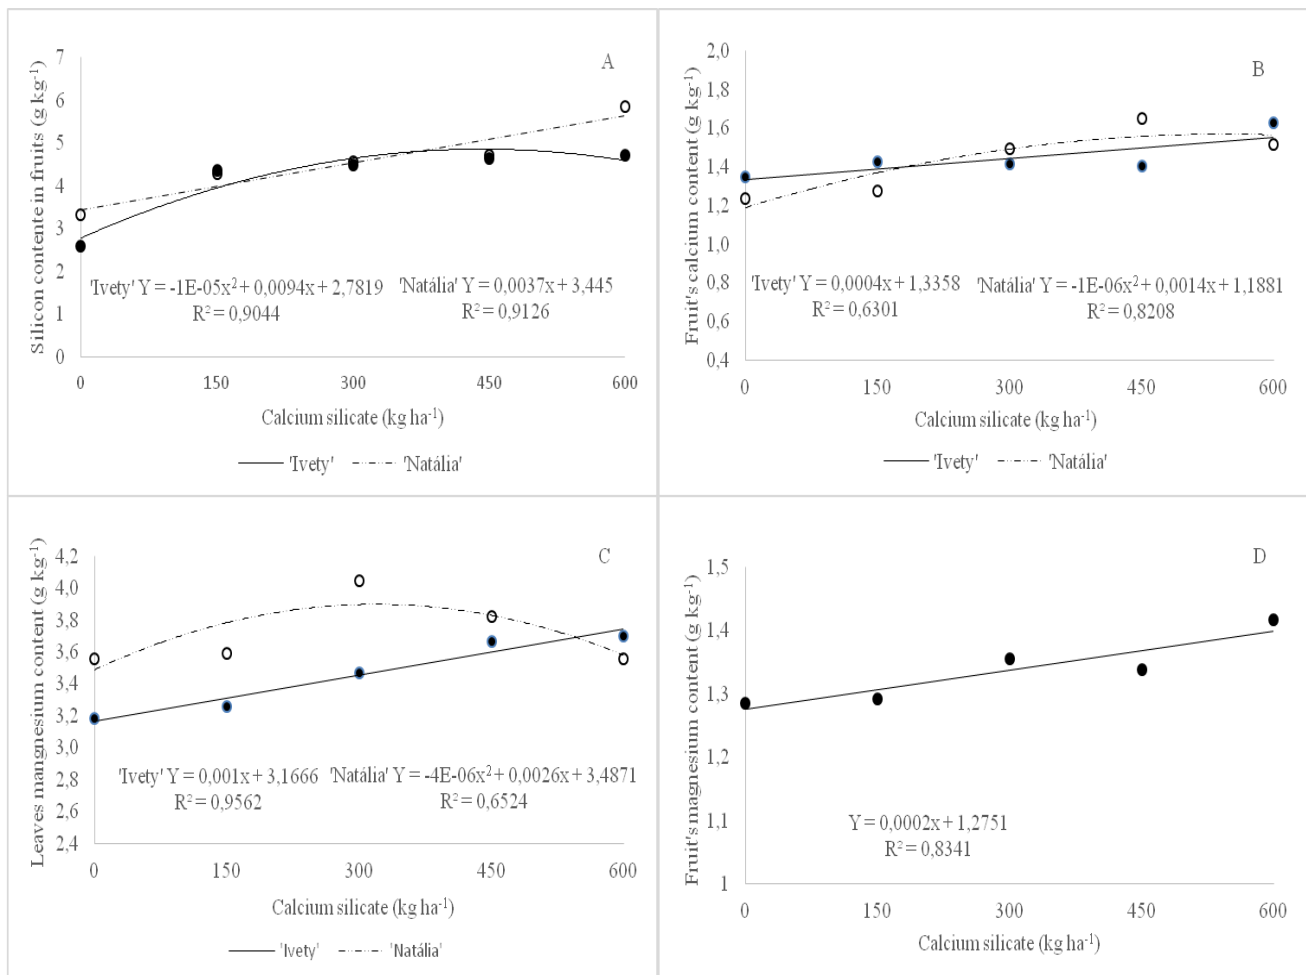 A
Silicon contente in fruits (g kg⁻¹)
7
6
5
4
3
2
1
0
'Ivety' Y = -1E-05x² + 0,0094x + 2,7819
R² = 0,9044
'Natália' Y = 0,0037x + 3,445
R² = 0,9126
0 150 300 450 600
Calcium silicate (kg ha⁻¹)
'Ivety' 'Natália'
B
Fruit's calcium content (g kg⁻¹)
2,0
1,8
1,6
1,4
1,2
1,0
0,8
0,6
0,4
'Ivety' Y = 0,0004x + 1,3358
R² = 0,6301
'Natália' Y = -1E-06x² + 0,0014x + 1,1881
R² = 0,8208
0 150 300 450 600
Calcium silicate (kg ha⁻¹)
'Ivety' 'Natália'
C
Leaves mangnesium content (g kg⁻¹)
4,2
4,0
3,8
3,6
3,4
3,2
3,0
2,8
2,6
2,4
'Ivety' Y = 0,001x + 3,1666
R² = 0,9562
'Natália' Y = -4E-06x² + 0,0026x + 3,4871
R² = 0,6524
0 150 300 450 600
Calcium silicate (kg ha⁻¹)
'Ivety' 'Natália'
D
Fruit's magnesium content (g kg⁻¹)
1,5
1,4
1,3
1,2
1,1
1
Y = 0,0002x + 1,2751
R² = 0,8341
0 150 300 450 600
Calcium silicate (kg ha⁻¹)